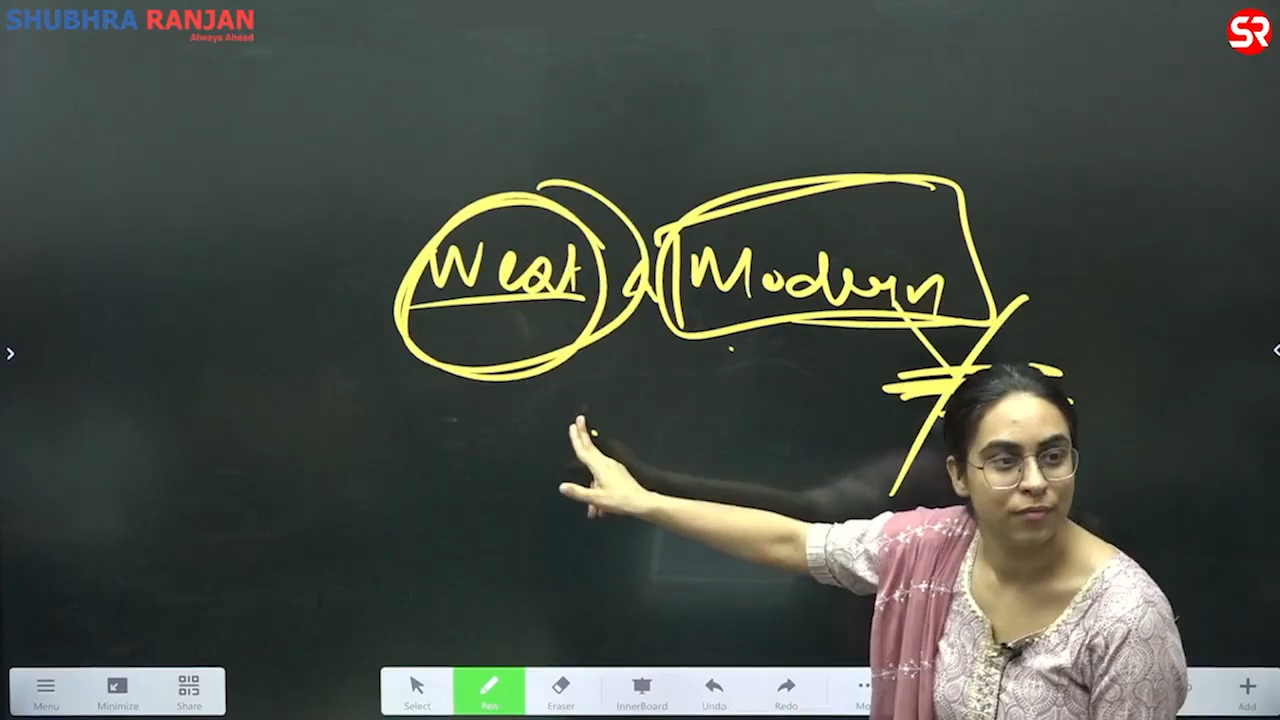 SHUBHRA RANJAN
Always Ahead
SR
West & Modern
Menu
Minimize
Share
Select
Pen
Eraser
InnerBoard
Undo
Redo
Add